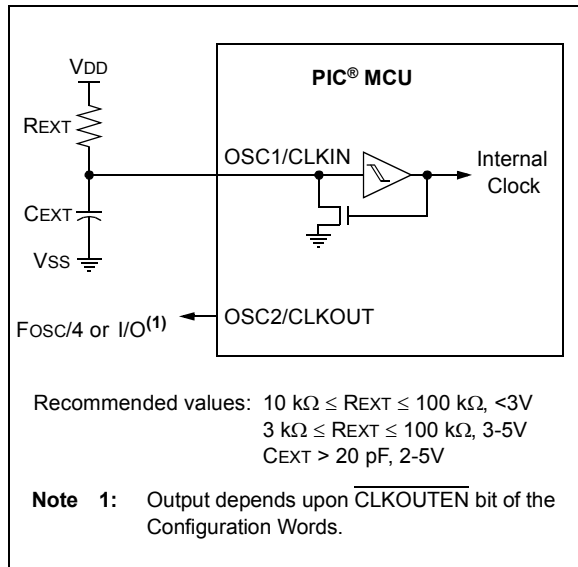 VDD
PIC® MCU
REXT
OSC1/CLKIN
Internal
Clock
CEXT
VSS
OSC2/CLKOUT
FOSC/4 or I/O(1)
Recommended values: 10 kΩ ≤ REXT ≤ 100 kΩ, <3V
3 kΩ ≤ REXT ≤ 100 kΩ, 3-5V
CEXT > 20 pF, 2-5V
Note 1: Output depends upon CLKOUTEN bit of the
Configuration Words.